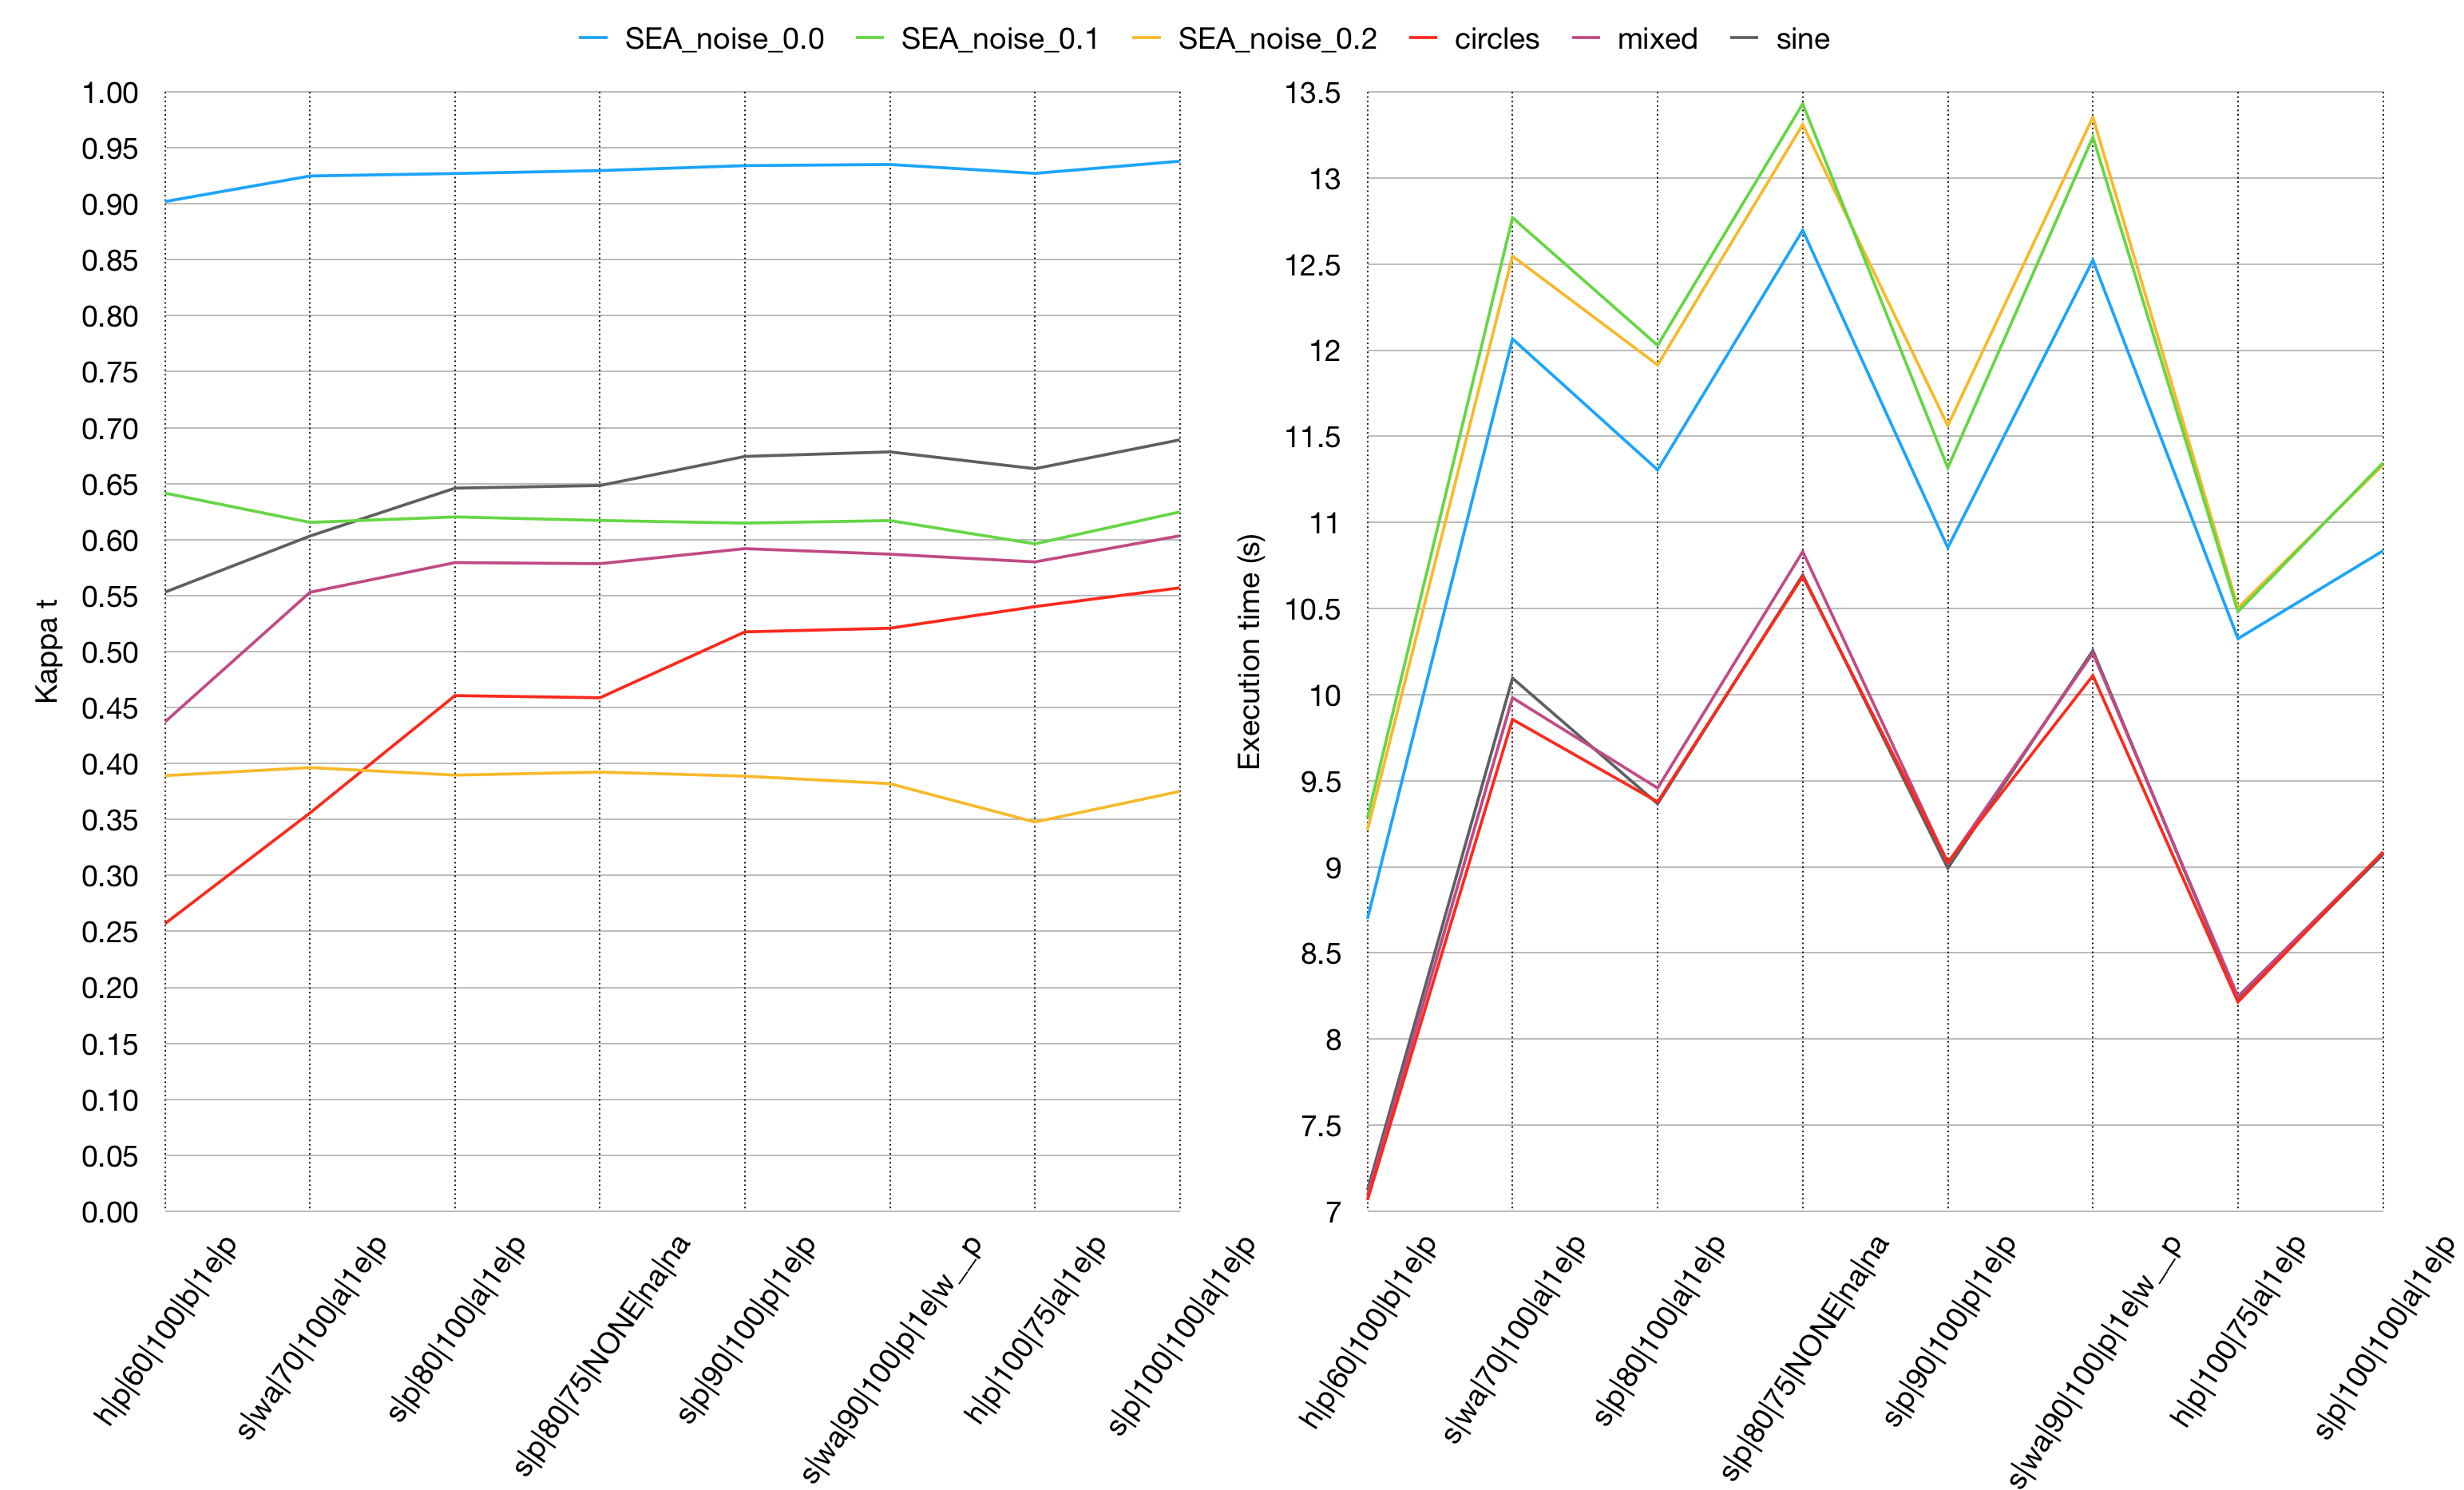 SEA_noise_0.0 SEA_noise_0.1 SEA_noise_0.2 circles mixed sine
Kappa t
1.00
0.95
0.90
0.85
0.80
0.75
0.70
0.65
0.60
0.55
0.50
0.45
0.40
0.35
0.30
0.25
0.20
0.15
0.10
0.05
0.00
h|p|60|100|b|1e|p
s|wa|70|100|a|1e|p
s|p|80|100|a|1e|p
s|p|80|75|NONE|na|na
s|p|90|100|p|1e|p
s|wa|90|100|p|1e|w__p
h|p|100|75|a|1e|p
s|p|100|100|a|1e|p
Execution time (s)
13.5
13
12.5
12
11.5
11
10.5
10
9.5
9
8.5
8
7.5
7
h|p|60|100|b|1e|p
s|wa|70|100|a|1e|p
s|p|80|100|a|1e|p
s|p|80|75|NONE|na|na
s|p|90|100|p|1e|p
s|wa|90|100|p|1e|w__p
h|p|100|75|a|1e|p
s|p|100|100|a|1e|p